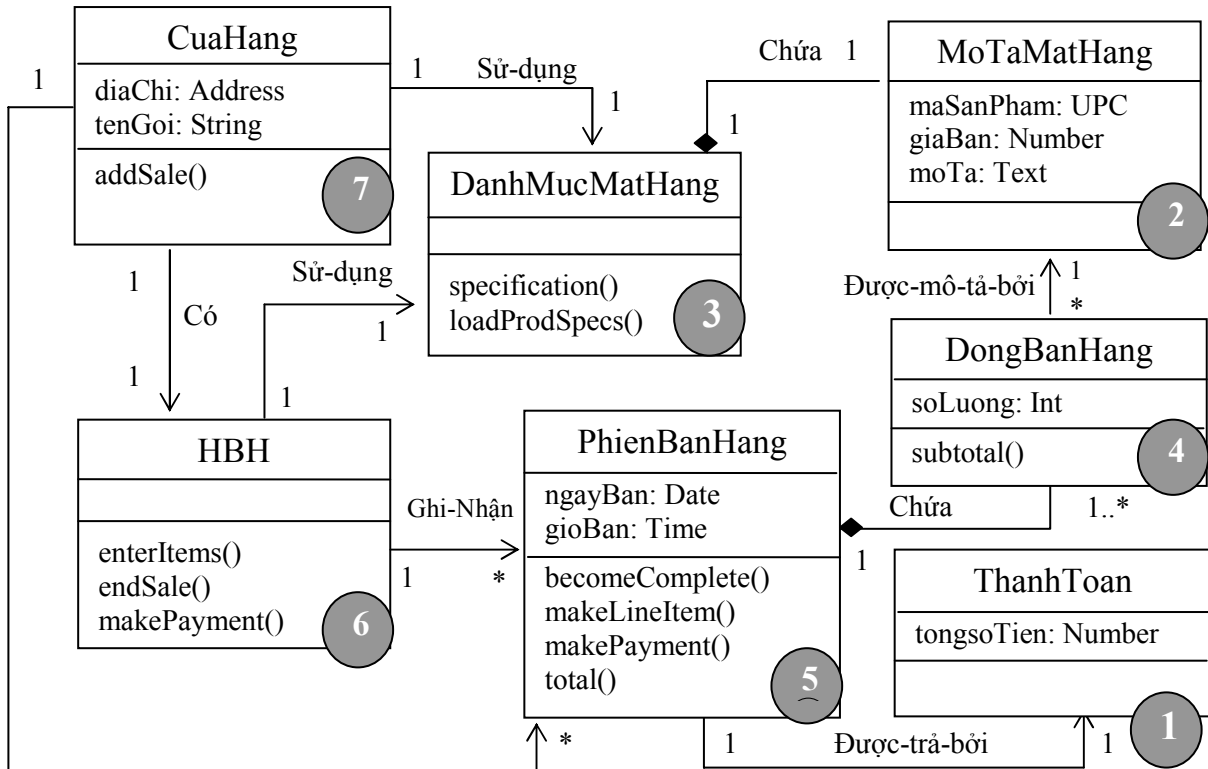 CuaHang
diaChi: Address
tenGoi: String
addSale()
7
1
1
Sử-dụng
1
Chứa
1
1
MoTaMatHang
maSanPham: UPC
giaBan: Number
moTa: Text
2
DanhMucMatHang
specification()
loadProdSpecs()
3
1
Có
1
Sử-dụng
1
1
Được-mô-tả-bởi
1
*
DongBanHang
soLuong: Int
subtotal()
4
HBH
enterItems()
endSale()
makePayment()
6
Ghi-Nhận
1
*
PhienBanHang
ngayBan: Date
gioBan: Time
becomeComplete()
makeLineItem()
makePayment()
total()
5
Chứa
1
1..*
ThanhToan
tongsoTien: Number
1
*
1
Được-trả-bởi
1